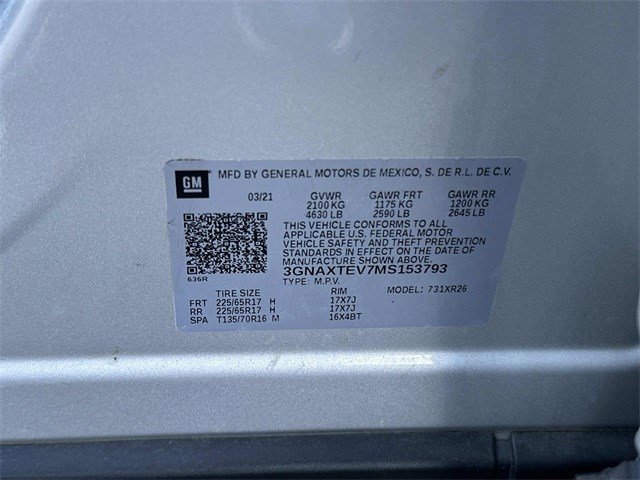 GM MFD BY GENERAL MOTORS DE MEXICO, S. DE R.L. DE C.V.
03/21 GVWR GAWR FRT GAWR RR
2100 KG 1175 KG 1200 KG
4630 LB 2590 LB 2645 LB
THIS VEHICLE CONFORMS TO ALL
APPLICABLE U.S. FEDERAL MOTOR
VEHICLE SAFETY AND THEFT PREVENTION
STANDARDS IN EFFECT ON THE DATE OF
MANUFACTURE SHOWN ABOVE.
3GNAXTEV7MS153793
636R TYPE: M.P.V. MODEL: 731XR26
TIRE SIZE RIM
FRT 225/65R17 H 17X7J
RR 225/65R17 H 17X7J
SPA T135/70R16 M 16X4BT